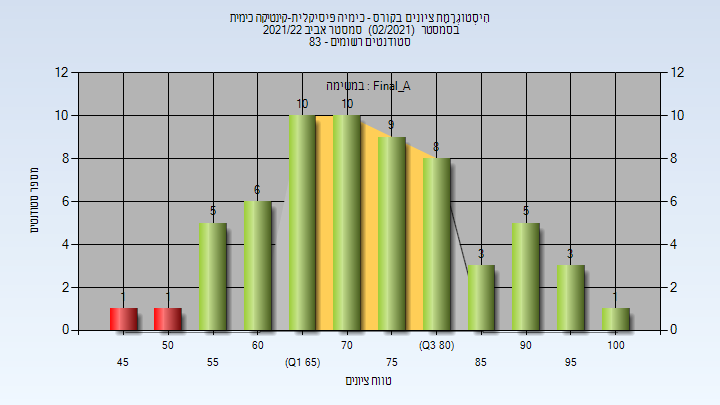 היסטוגרמת ציונים בקורס - כימיה פיסיקלית-קינטיקה כימית
בסמסטר (02/2021) סמסטר אביב 2021/22
סטודנטים רשומים - 83
במשימה : Final_A
מספר סטודנטים
12 12
10 10
8 8
6 6
4 4
2 2
0 0
1 1 5 6 10 10 9 8 3 5 3 1
45 50 55 60 (Q1 65) 70 75 (Q3 80) 85 90 95 100
טווח ציונים